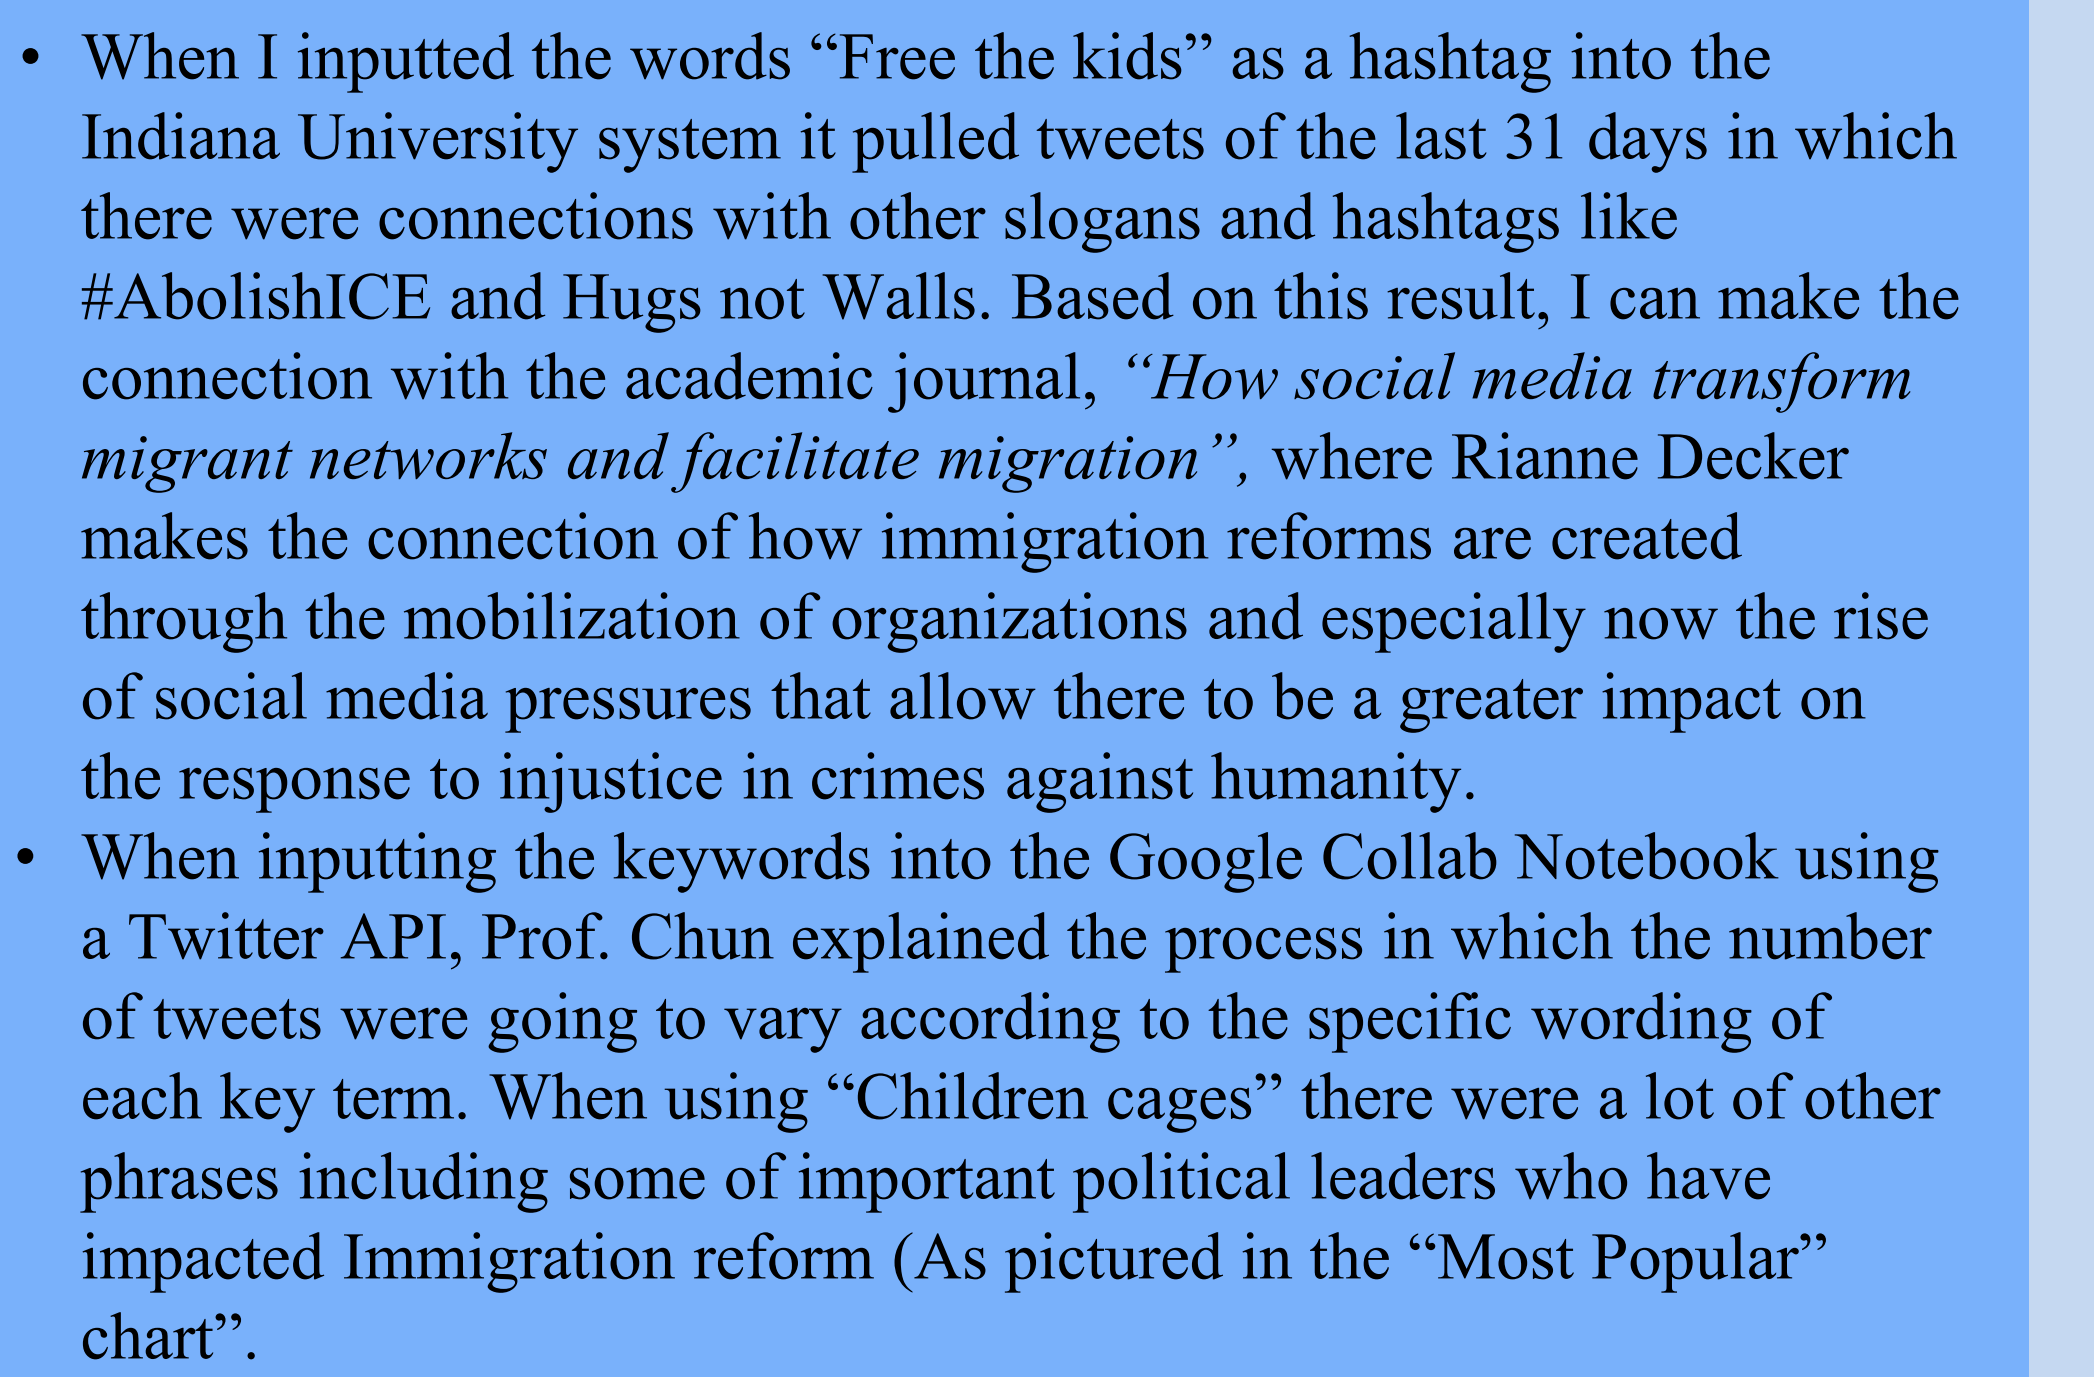 • When I inputted the words “Free the kids” as a hashtag into the
Indiana University system it pulled tweets of the last 31 days in which
there were connections with other slogans and hashtags like
#AbolishICE and Hugs not Walls. Based on this result, I can make the
connection with the academic journal, “How social media transform
migrant networks and facilitate migration”, where Rianne Decker
makes the connection of how immigration reforms are created
through the mobilization of organizations and especially now the rise
of social media pressures that allow there to be a greater impact on
the response to injustice in crimes against humanity.
• When inputting the keywords into the Google Collab Notebook using
a Twitter API, Prof. Chun explained the process in which the number
of tweets were going to vary according to the specific wording of
each key term. When using “Children cages” there were a lot of other
phrases including some of important political leaders who have
impacted Immigration reform (As pictured in the “Most Popular”
chart”.